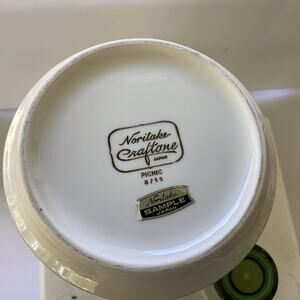 Noritake
Craftone
JAPAN
PICNIC
8/55
Noritake
SAMPLE
JAPAN